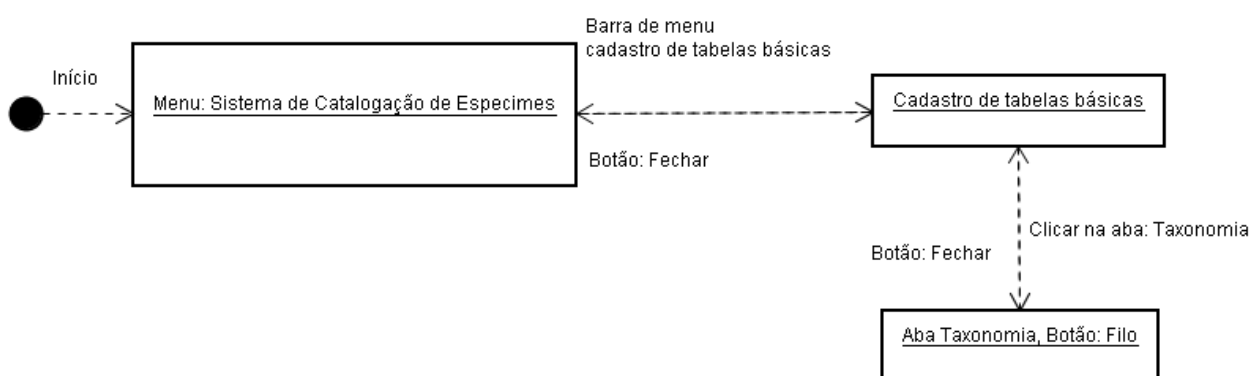 Barra de menu
cadastro de tabelas básicas
Início
Menu: Sistema de Catalogação de Especimes
Cadastro de tabelas básicas
Botão: Fechar
Clicar na aba: Taxonomia
Botão: Fechar
Aba Taxonomia, Botão: Filo